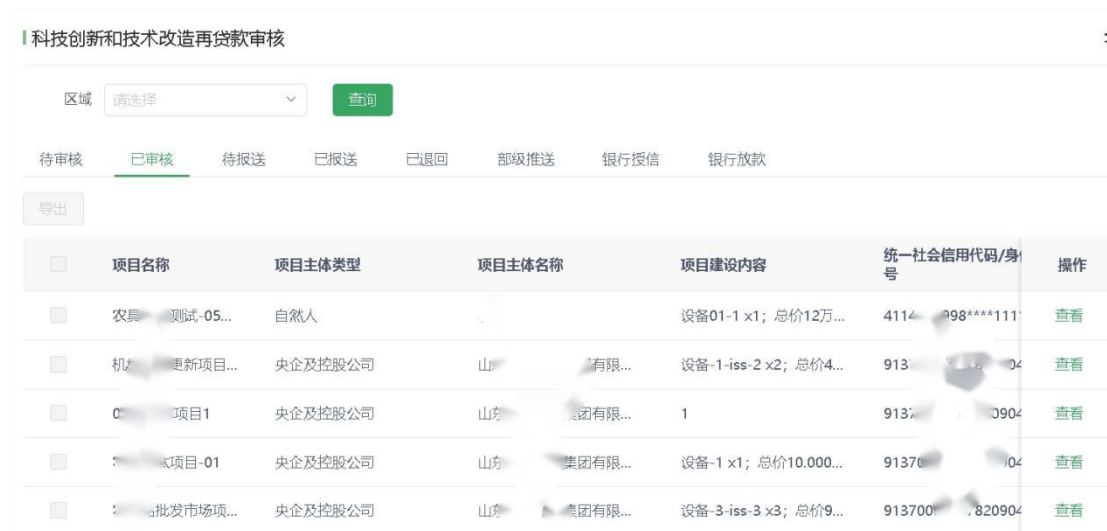 科技创新和技术改造再贷款审核
区域 请选择 查询
待审核 已审核 待报送 已报送 已退回 部级推送 银行授信 银行放款
导出
项目名称 项目主体类型 项目主体名称 项目建设内容 统一社会信用代码/身份
号 操作
农具 测试-05... 自然人 设备01-1 x1；总价12万... 4114 998****1111 查看
更新项目... 央企及控股公司 山 有限... 设备-1-iss-2 x2；总价4... 913 04 查看
项目1 央企及控股公司 山东 集团有限... 1 9137 0904 查看
项目-01 央企及控股公司 山东 集团有限... 设备-1 x1；总价10.000... 91370 04 查看
批发市场项... 央企及控股公司 山东 集团有限... 设备-3-iss-3 x3；总价9... 913700 820904 查看